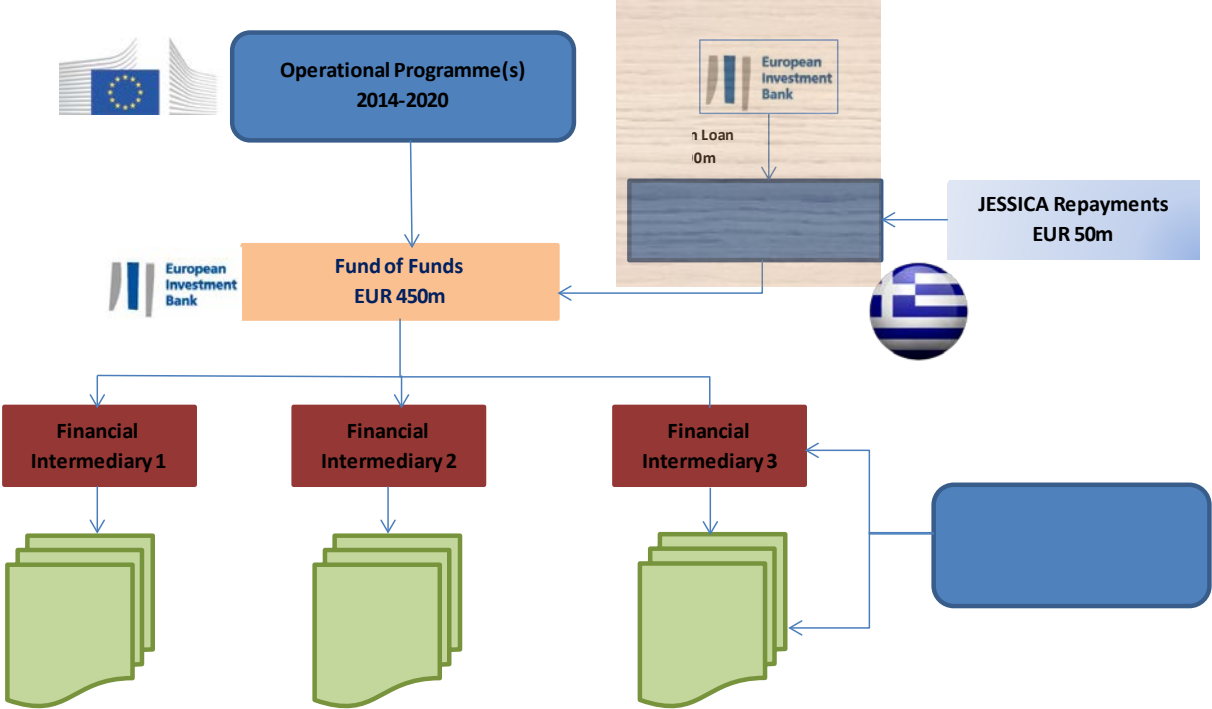 Operational Programme(s)
2014-2020
European
Investment
Bank
Loan
JESSICA Repayments
EUR 50m
European
Investment
Bank
Fund of Funds
EUR 450m
Financial
Intermediary 1
Financial
Intermediary 2
Financial
Intermediary 3